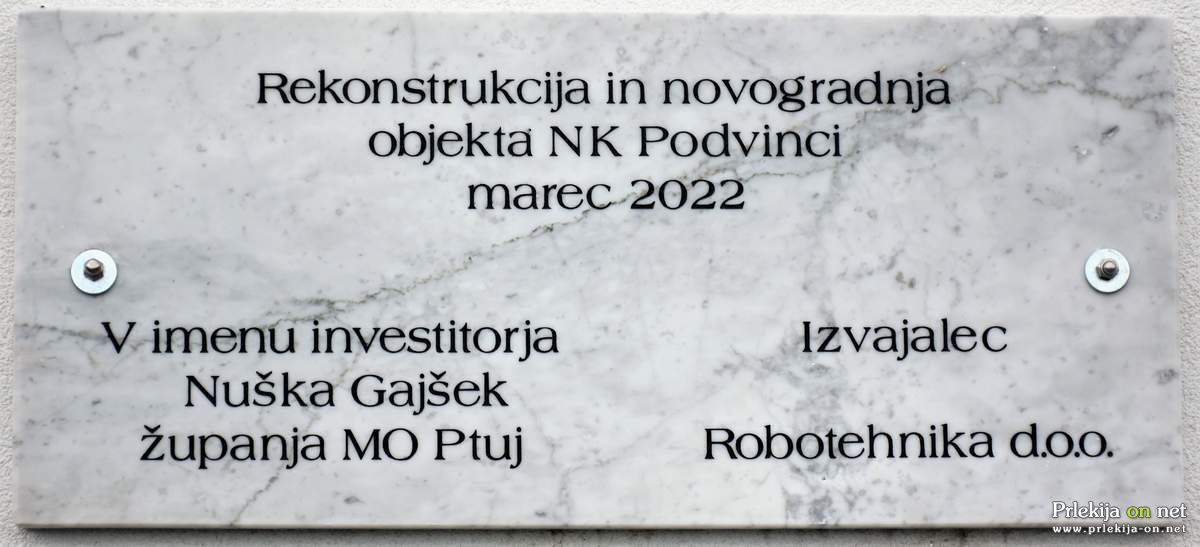 Rekonstrukcija in novogradnja
objekta NK Podvinci
marec 2022
V imenu investitorja
Nuška Gajšek
županja MO Ptuj
Izvajalec
Robotehnika d.o.o.
Prlekija on net
www.prlekija-on.net